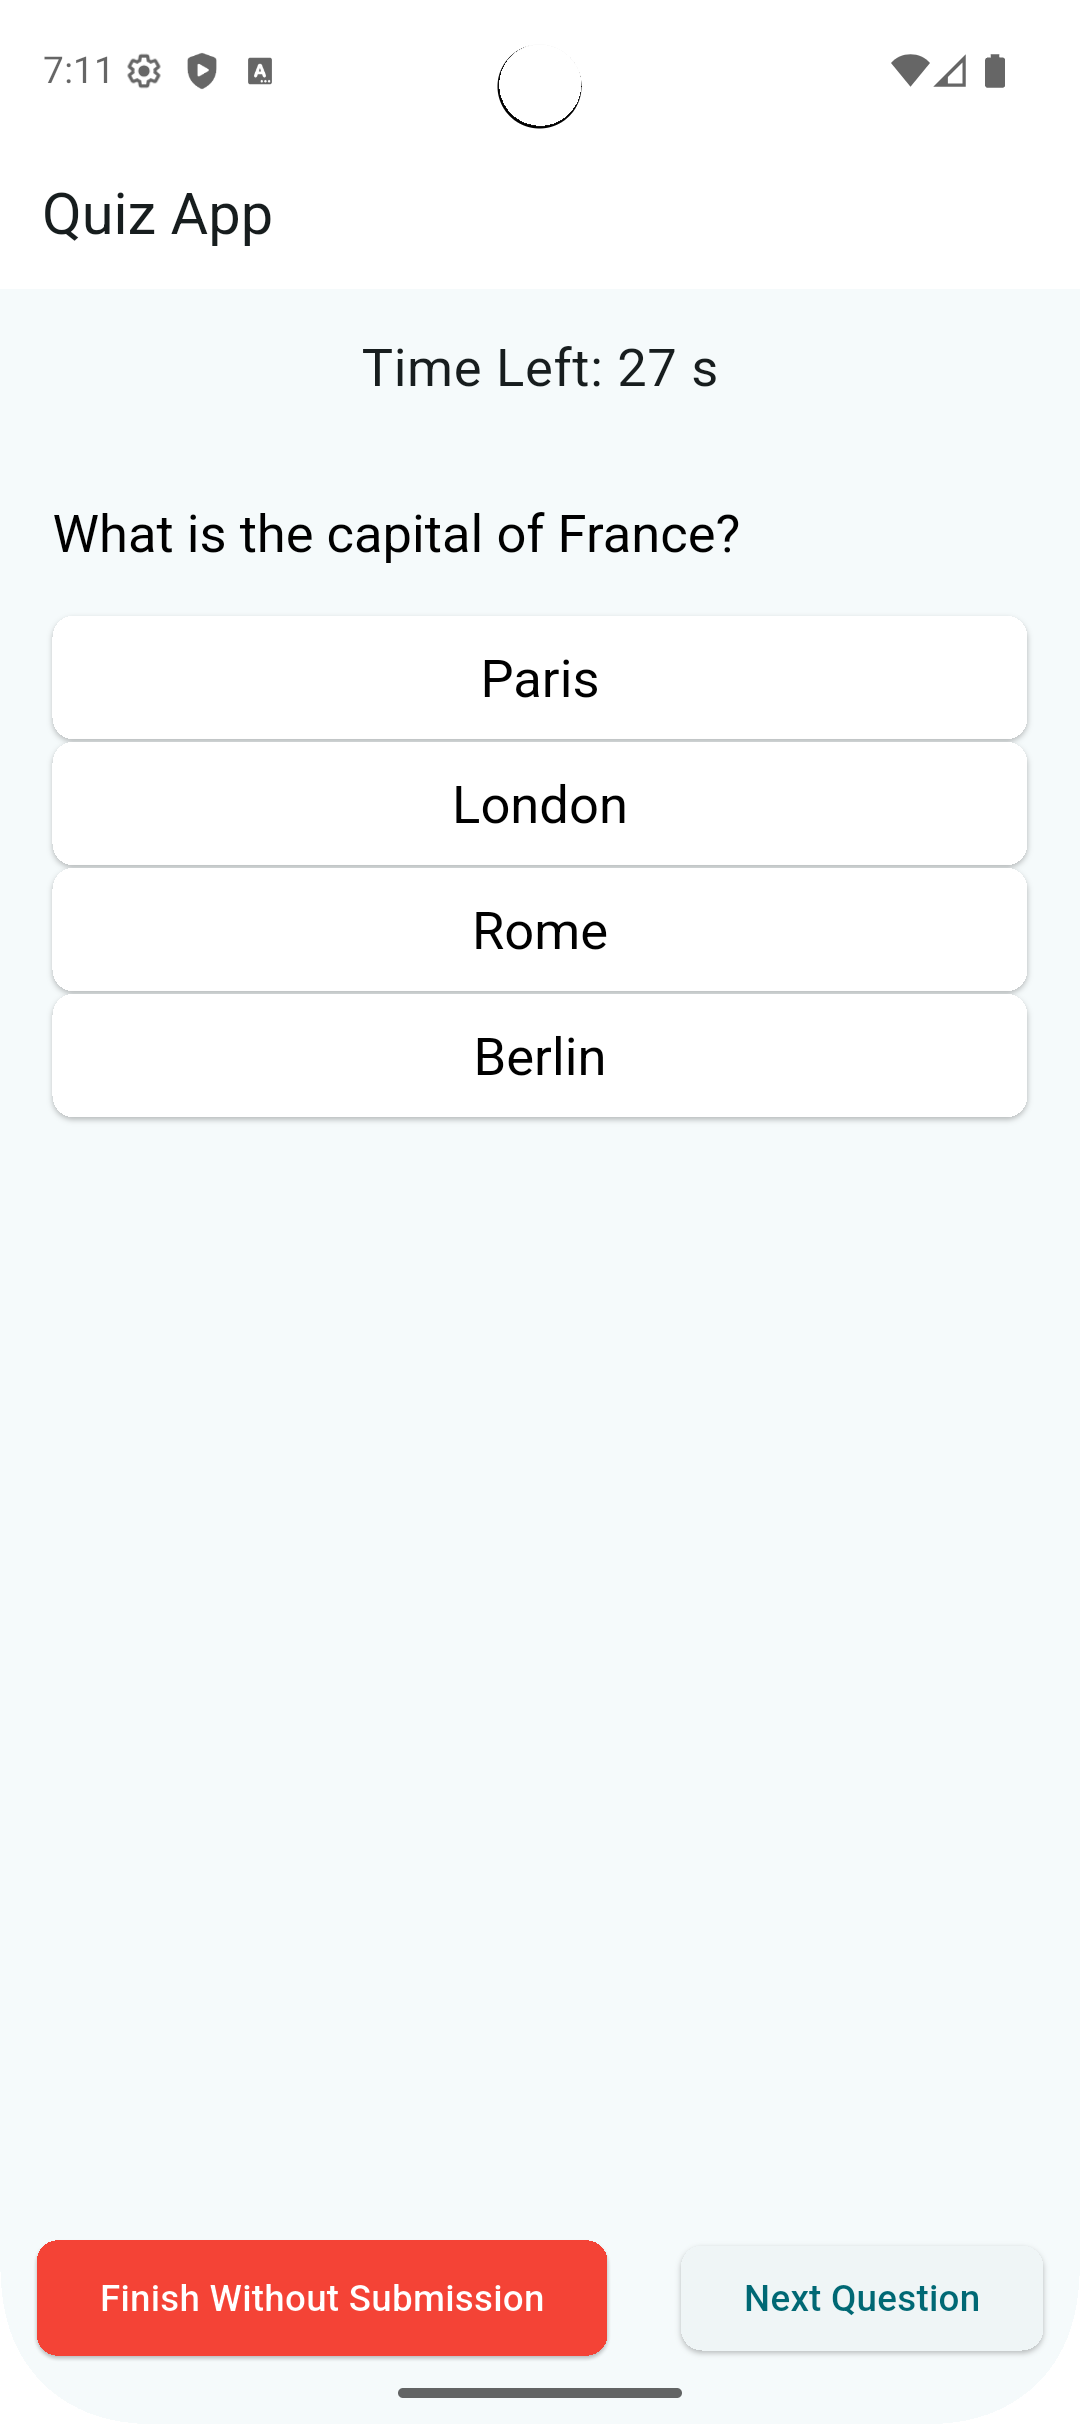 7:11
Quiz App
Time Left: 27 s
What is the capital of France?
Paris
London
Rome
Berlin
Finish Without Submission
Next Question